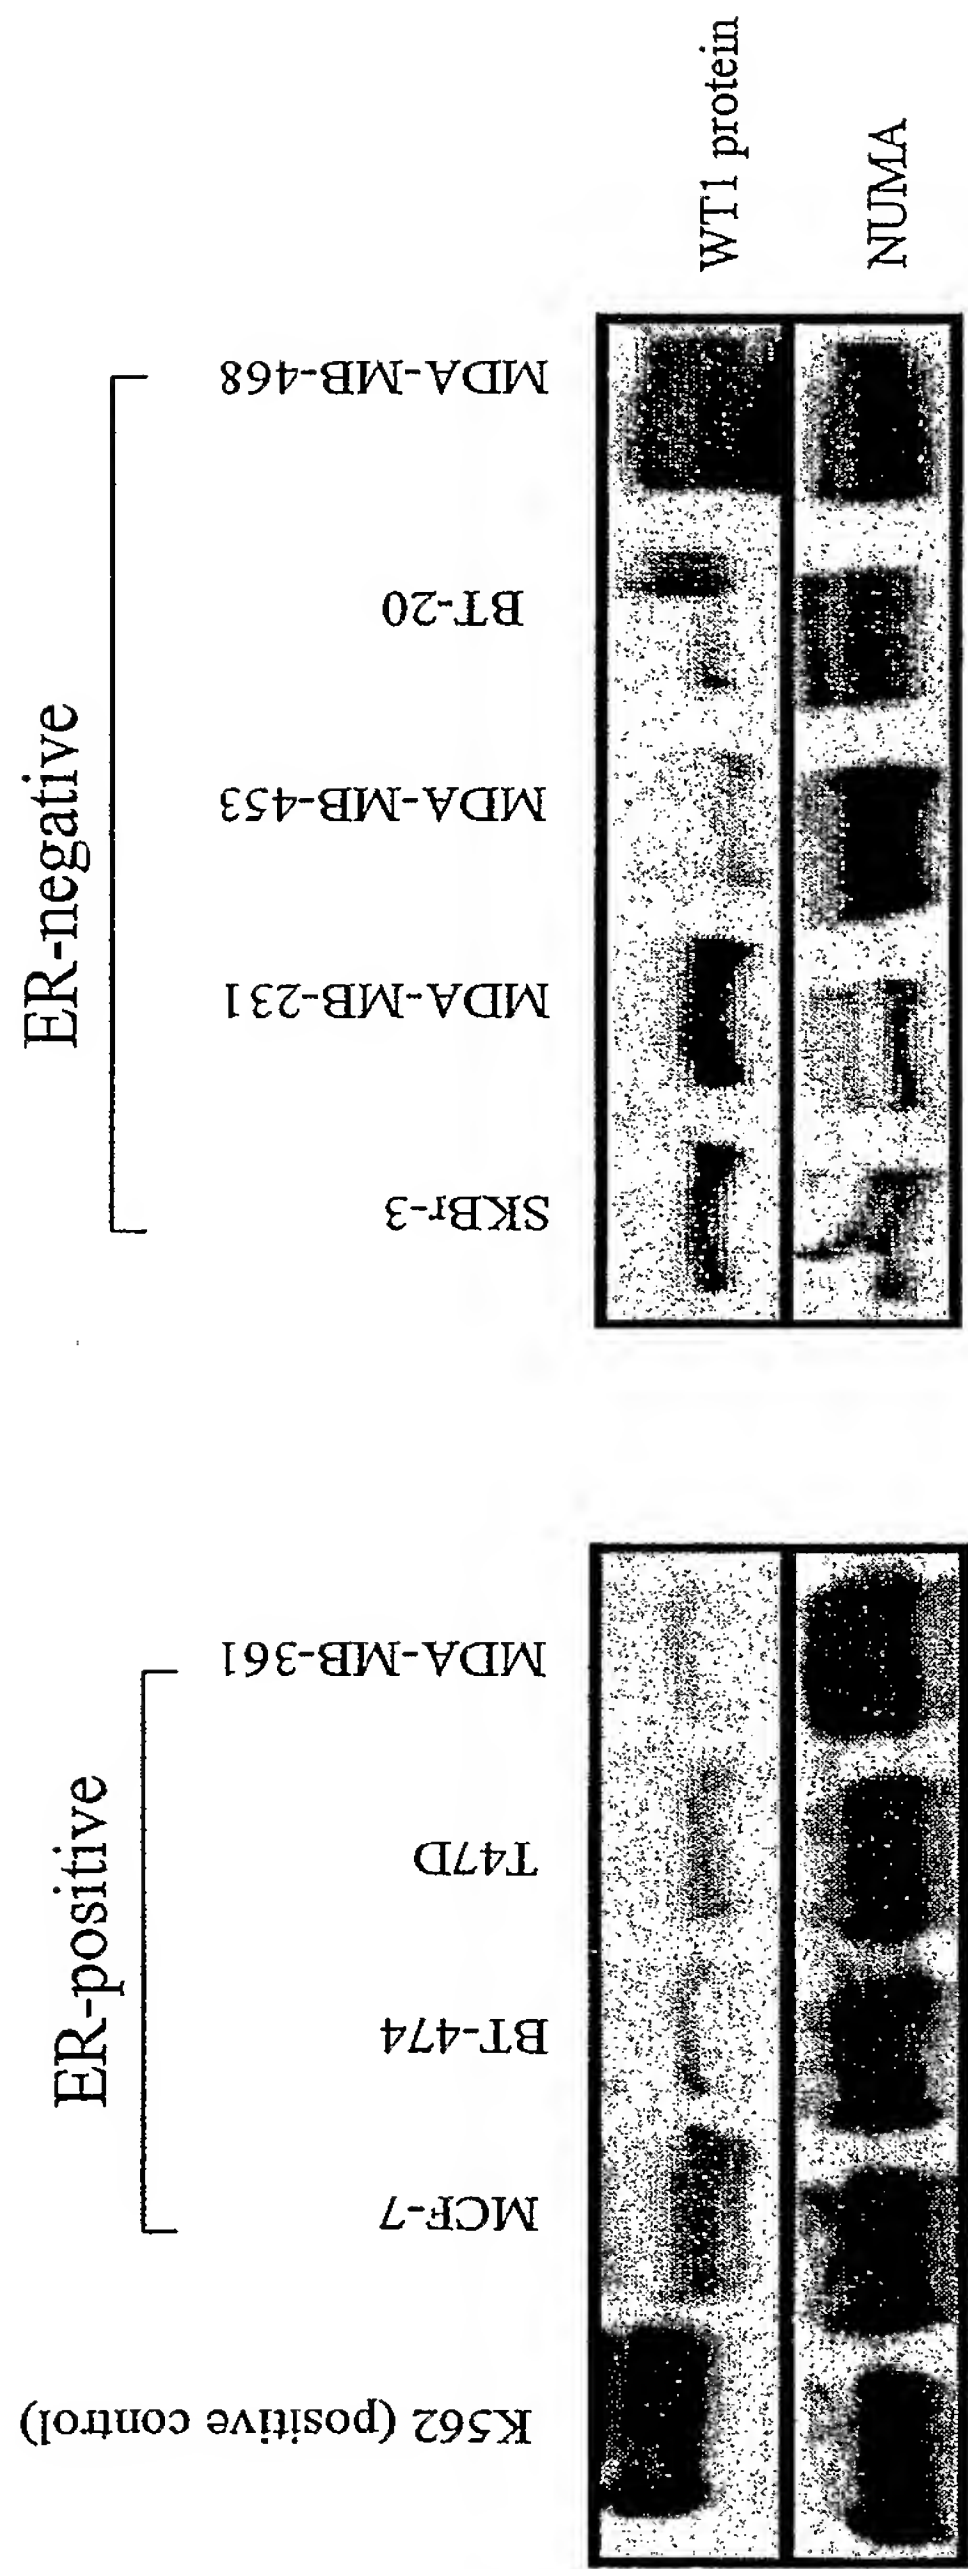 ER-positive
ER-negative
K562 (positive control)
MCF-7
BT-474
T47D
MDA-MB-361
SKBr-3
MDA-MB-231
MDA-MB-453
BT-20
MDA-MB-468
WT1 protein
NUMA